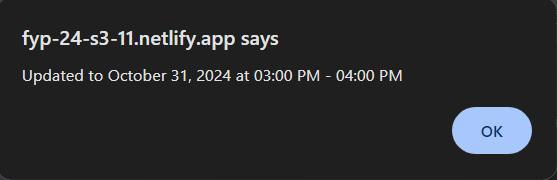 fyp-24-s3-11.netlify.app says
Updated to October 31, 2024 at 03:00 PM - 04:00 PM
OK